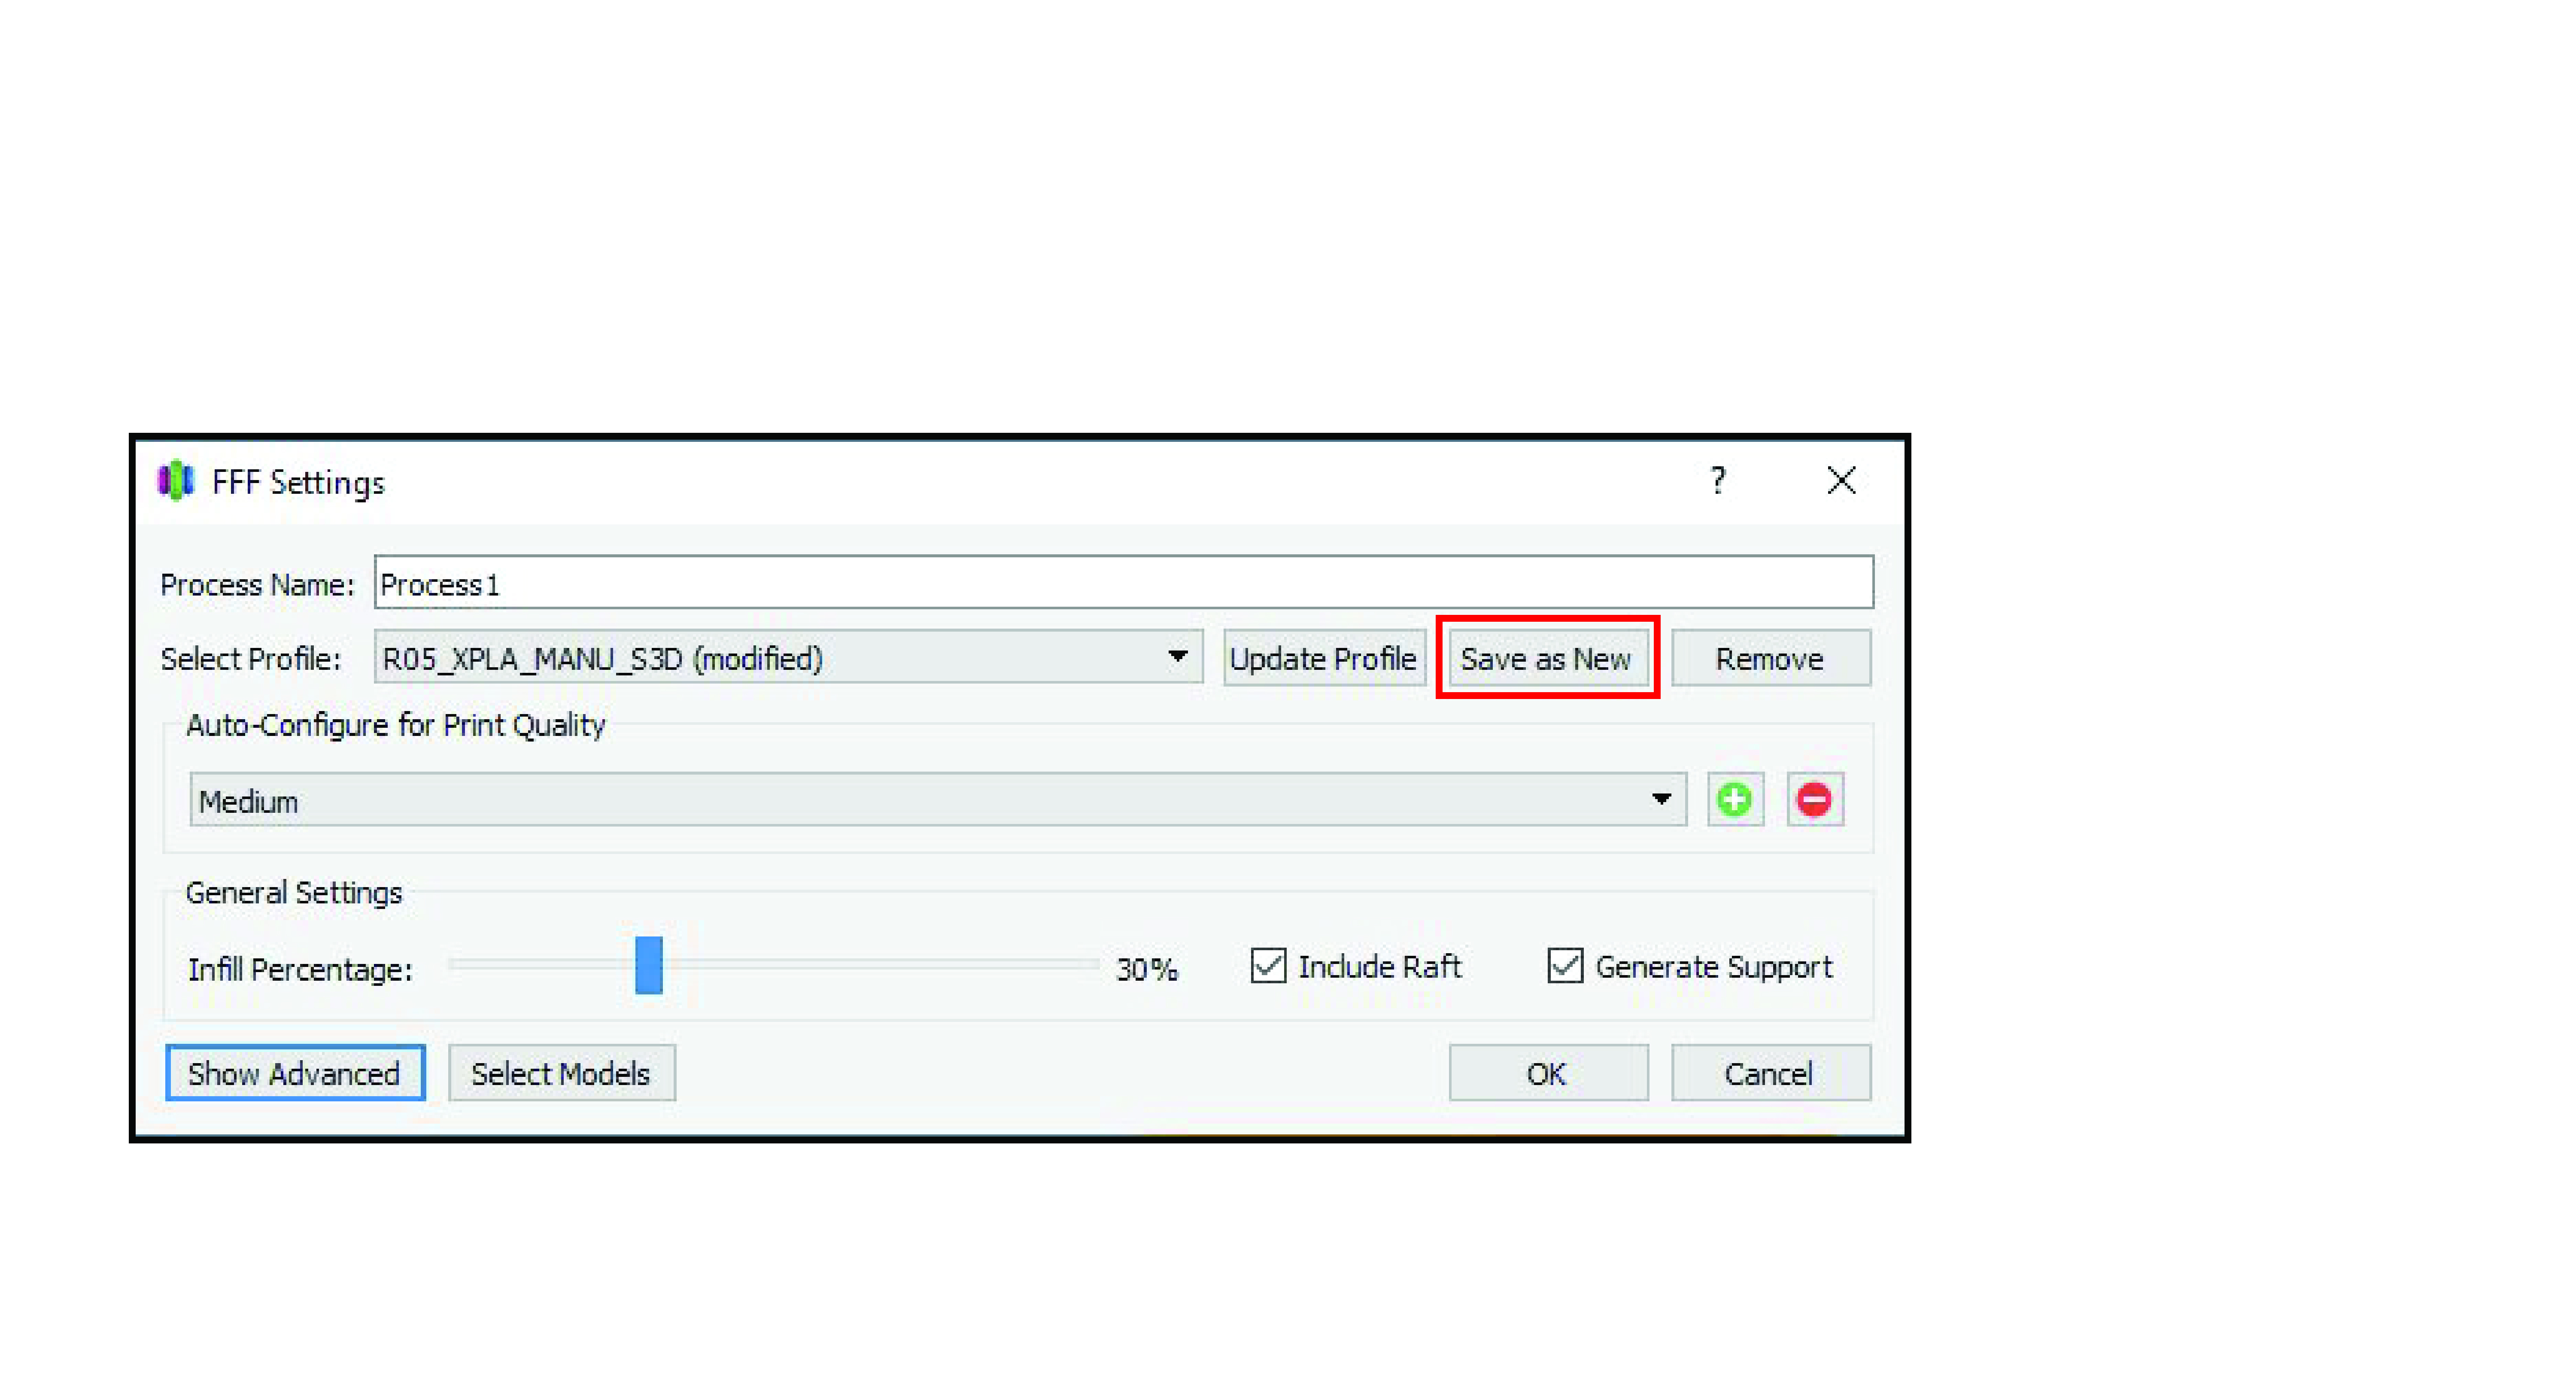 FFF Settings ?
Process Name: Process1
Select Profile: R05_XPLA_MANU_S3D (modified) Update Profile Save as New Remove
Auto-Configure for Print Quality
Medium
General Settings
Infill Percentage: 30% Include Raft Generate Support
Show Advanced Select Models OK Cancel